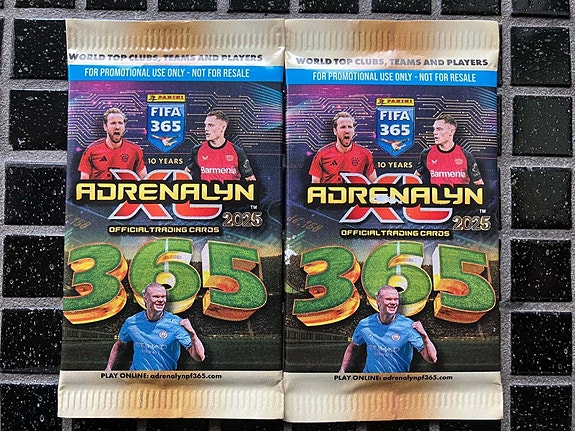 WORLD TOP CLUBS, TEAMS AND PLAYERS
FOR PROMOTIONAL USE ONLY - NOT FOR RESALE
PANINI
FIFA
365
10 YEARS
Barmenia
ADRENALYN
XL™
2025
OFFICIAL TRADING CARDS
365
PLAY ONLINE: adrenalynpf365.com
WORLD TOP CLUBS, TEAMS AND PLAYERS
FOR PROMOTIONAL USE ONLY - NOT FOR RESALE
PANINI
FIFA
365
10 YEARS
Barmenia
ADRENALYN
XL™
2025
OFFICIAL TRADING CARDS
365
PLAY ONLINE: adrenalynpf365.com